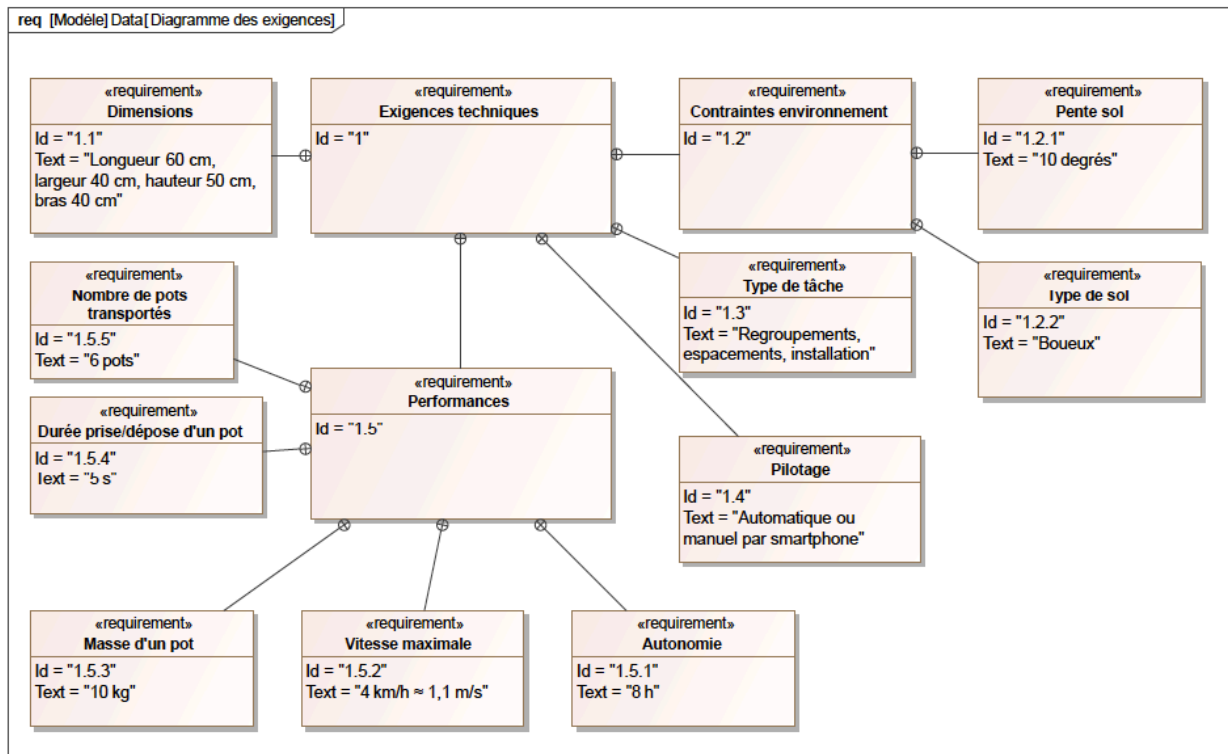 req [Modèle] Data[ Diagramme des exigences]
«requirement»
Dimensions
Id = "1.1"
Text = "Longueur 60 cm,
largeur 40 cm, hauteur 50 cm,
bras 40 cm"
«requirement»
Exigences techniques
Id = "1"
«requirement»
Contraintes environnement
Id = "1.2"
«requirement»
Pente sol
Id = "1.2.1"
Text = "10 degrés"
«requirement»
Nombre de pots
transportés
Id = "1.5.5"
Text = "6 pots"
«requirement»
Type de tâche
Id = "1.3"
Text = "Regroupements,
espacements, installation"
«requirement»
Type de sol
Id = "1.2.2"
Text = "Boueux"
«requirement»
Durée prise/dépose d'un pot
Id = "1.5.4"
Text = "5 s"
«requirement»
Performances
Id = "1.5"
«requirement»
Pilotage
Id = "1.4"
Text = "Automatique ou
manuel par smartphone"
«requirement»
Masse d'un pot
Id = "1.5.3"
Text = "10 kg"
«requirement»
Vitesse maximale
Id = "1.5.2"
Text = "4 km/h ≈ 1,1 m/s"
«requirement»
Autonomie
Id = "1.5.1"
Text = "8 h"